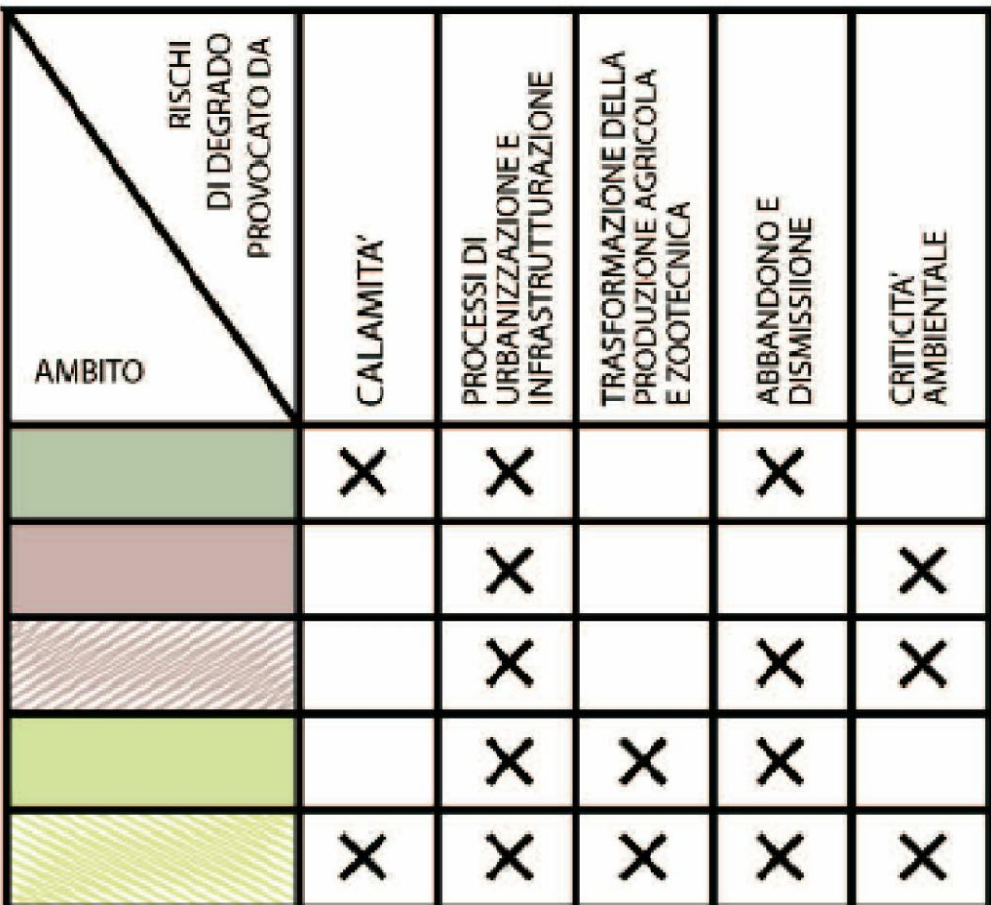 RISCHI
DI DEGRADO
PROVOCATO DA
AMBITO
CALAMITA'
PROCESSI DI
URBANIZZAZIONE E
INFRASTRUTTURAZIONE
TRASFORMAZIONE DELLA
PRODUZIONE AGRICOLA
E ZOOTECNICA
ABBANDONO E
DISMISSIIONE
CRITICITA'
AMBIENTALE
X X X
X X
X X X
X X X
X X X X X